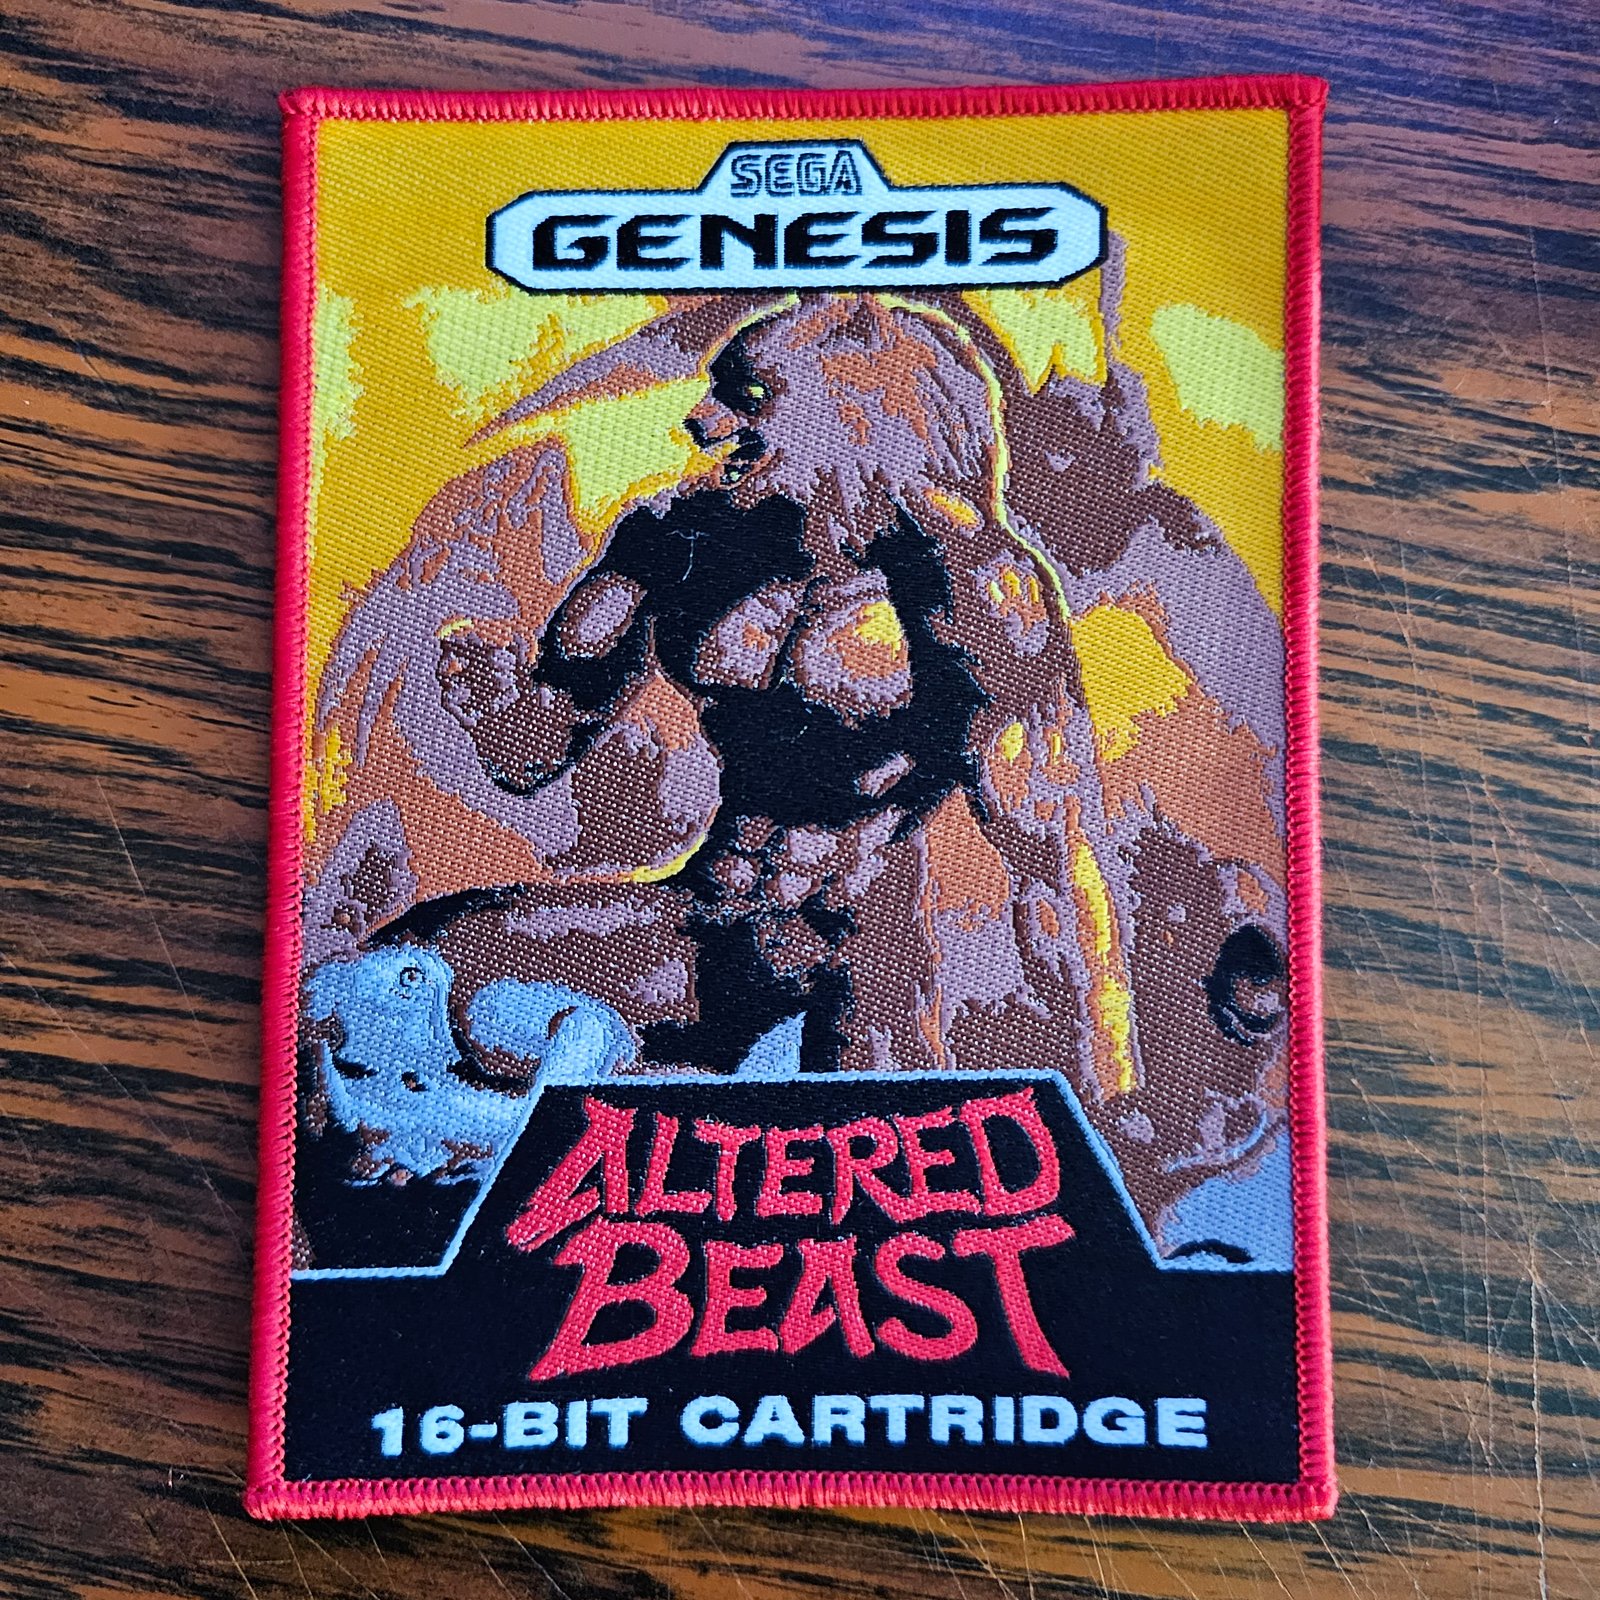 SEGA
GENESIS
ALTERED
BEAST
16-BIT CARTRIDGE